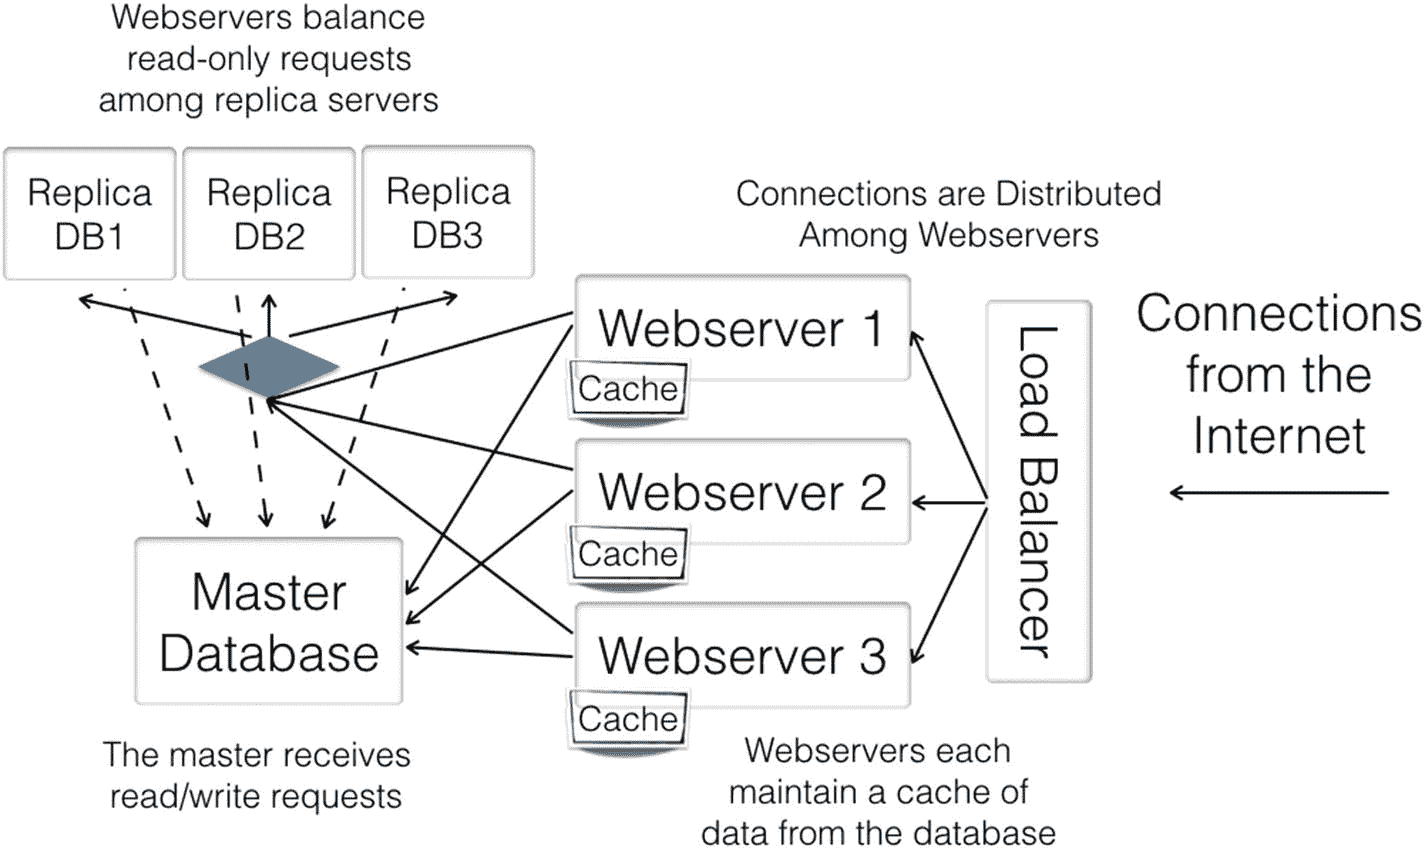 Webservers balance
read-only requests
among replica servers
Replica
DB1
Replica
DB2
Replica
DB3
Connections are Distributed
Among Webservers
Webserver 1
Cache
Webserver 2
Cache
Webserver 3
Cache
Load Balancer
Connections
from the
Internet
Master
Database
The master receives
read/write requests
Webservers each
maintain a cache of
data from the database